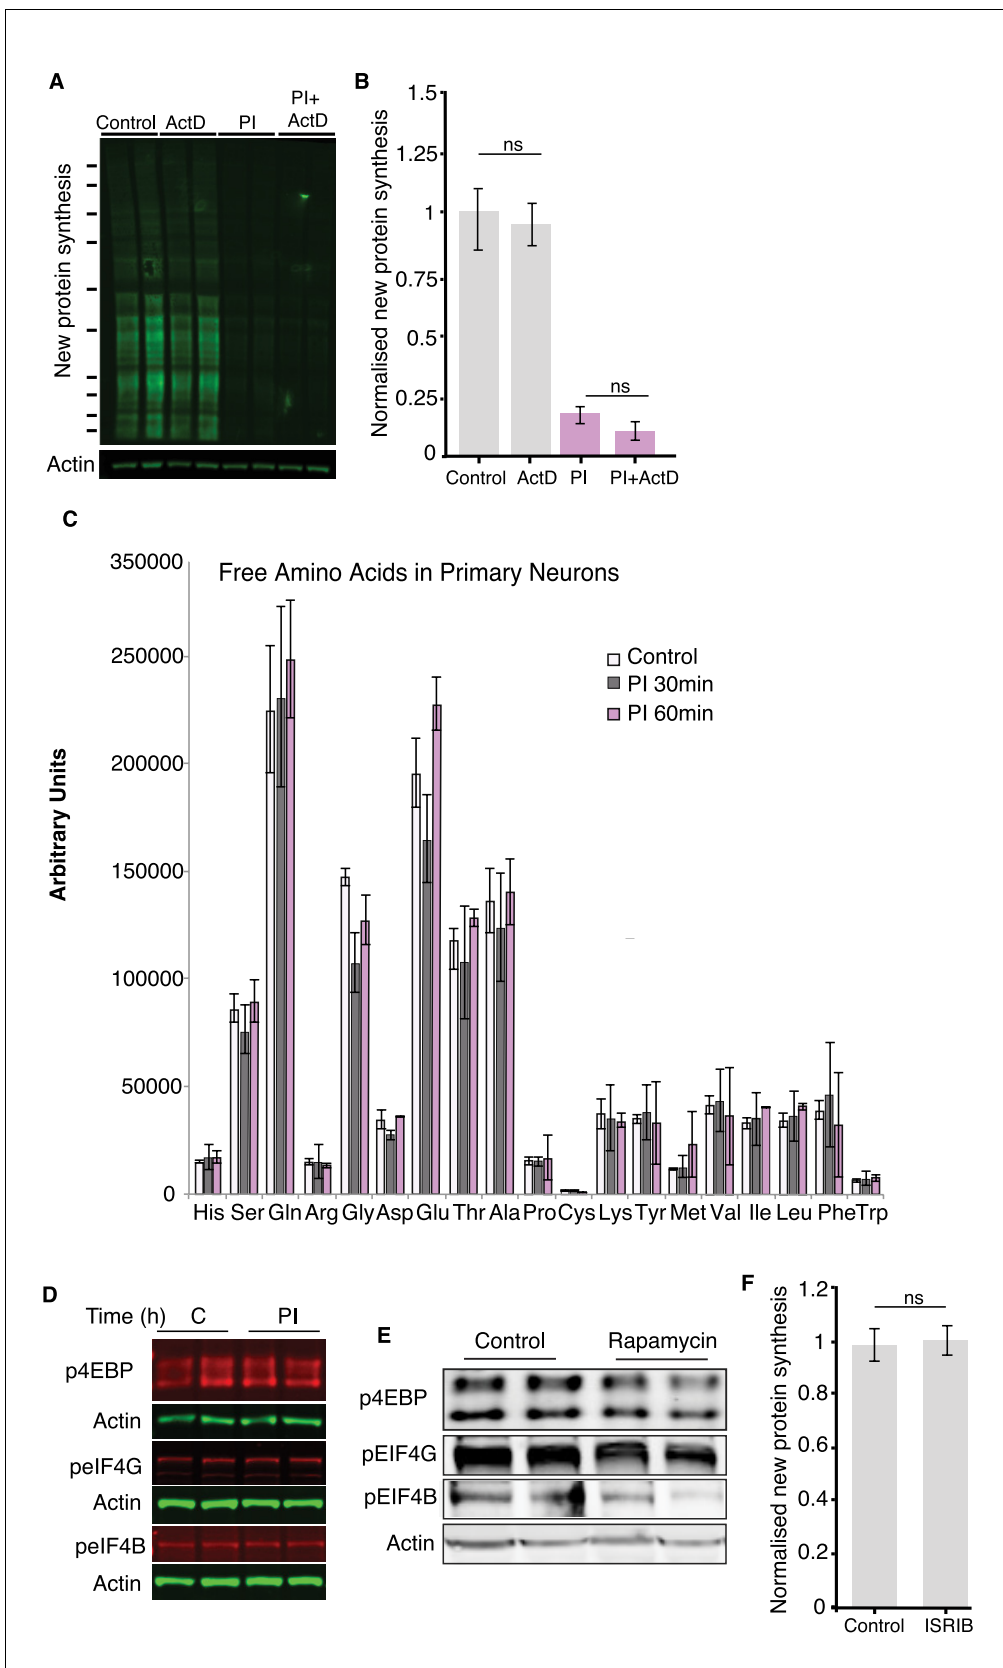 A
Control ActD PI PI+ ActD
New protein synthesis
Actin
B
Normalised new protein synthesis
1.5
1.25
1
0.75
0.5
0.25
0
ns
ns
Control ActD PI PI+ActD
C
Free Amino Acids in Primary Neurons
Arbitrary Units
350000
250000
200000
150000
100000
50000
0
Control
PI 30min
PI 60min
His Ser Gln Arg Gly Asp Glu Thr Ala Pro Cys Lys Tyr Met Val Ile Leu Phe Trp
D
Time (h) C PI
p4EBP
Actin
peIF4G
Actin
peIF4B
Actin
E
Control Rapamycin
p4EBP
pEIF4G
pEIF4B
Actin
F
Normalised new protein synthesis
1.2
1
0.8
0.6
0.4
0.2
0
ns
Control ISRIB